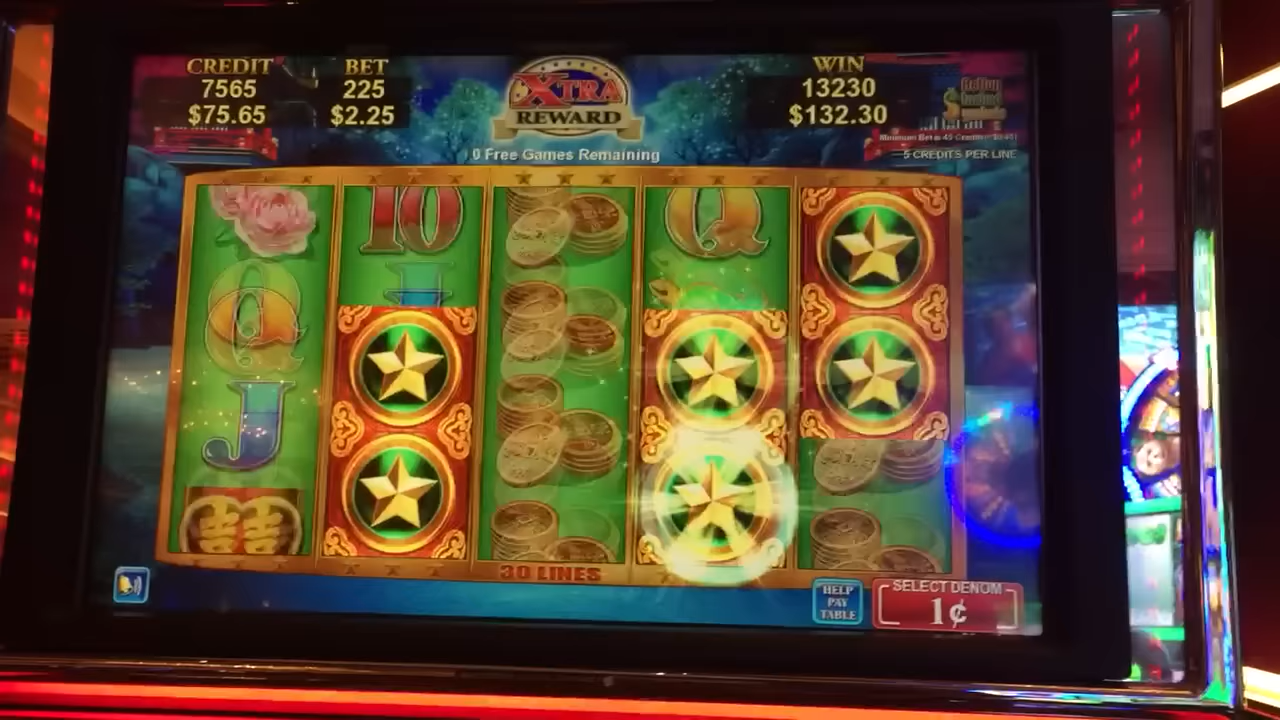 CREDIT
7565
$75.65
BET
225
$2.25
XTRA
REWARD
WIN
13230
$132.30
0 Free Games Remaining
5 CREDITS PER LINE
10
Q
Q
J
囍
30 LINES
HELP
PAY
TABLE
SELECT DENOM
1¢